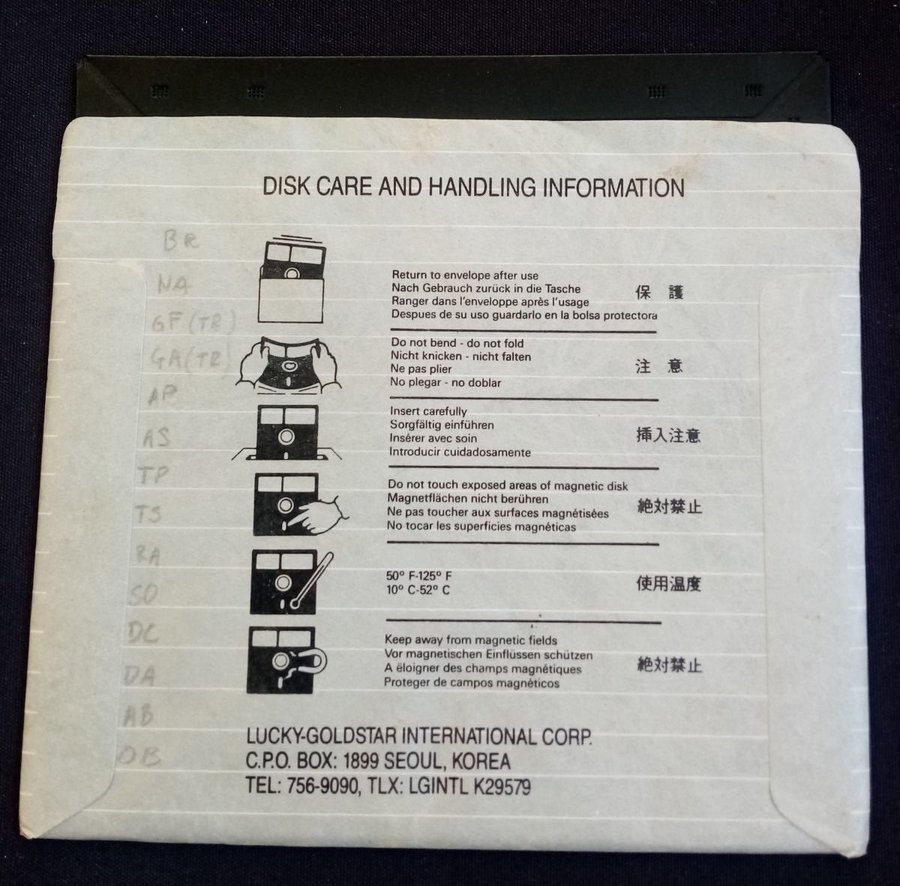 DISK CARE AND HANDLING INFORMATION
BR
NA
GF (TR)
GA (TR)
AP
AS
TP
TS
RA
SO
DC
DA
AB
OB
Return to envelope after use
Nach Gebrauch zurück in die Tasche
Ranger dans l'enveloppe après l'usage
Despues de su uso guardarlo en la bolsa protectora
保 護
Do not bend - do not fold
Nicht knicken - nicht falten
Ne pas plier
No plegar - no doblar
注 意
Insert carefully
Sorgfältig einführen
Insérer avec soin
Introducir cuidadosamente
挿入注意
Do not touch exposed areas of magnetic disk
Magnetflächen nicht berühren
Ne pas toucher aux surfaces magnétisées
No tocar las superficies magnéticas
絶対禁止
50° F-125° F
10° C-52° C
使用温度
Keep away from magnetic fields
Vor magnetischen Einflussen schützen
A ëloigner des champs magnétiques
Proteger de campos magnéticos
絶対禁止
LUCKY-GOLDSTAR INTERNATIONAL CORP.
C.P.O. BOX: 1899 SEOUL, KOREA
TEL: 756-9090, TLX: LGINTL K29579